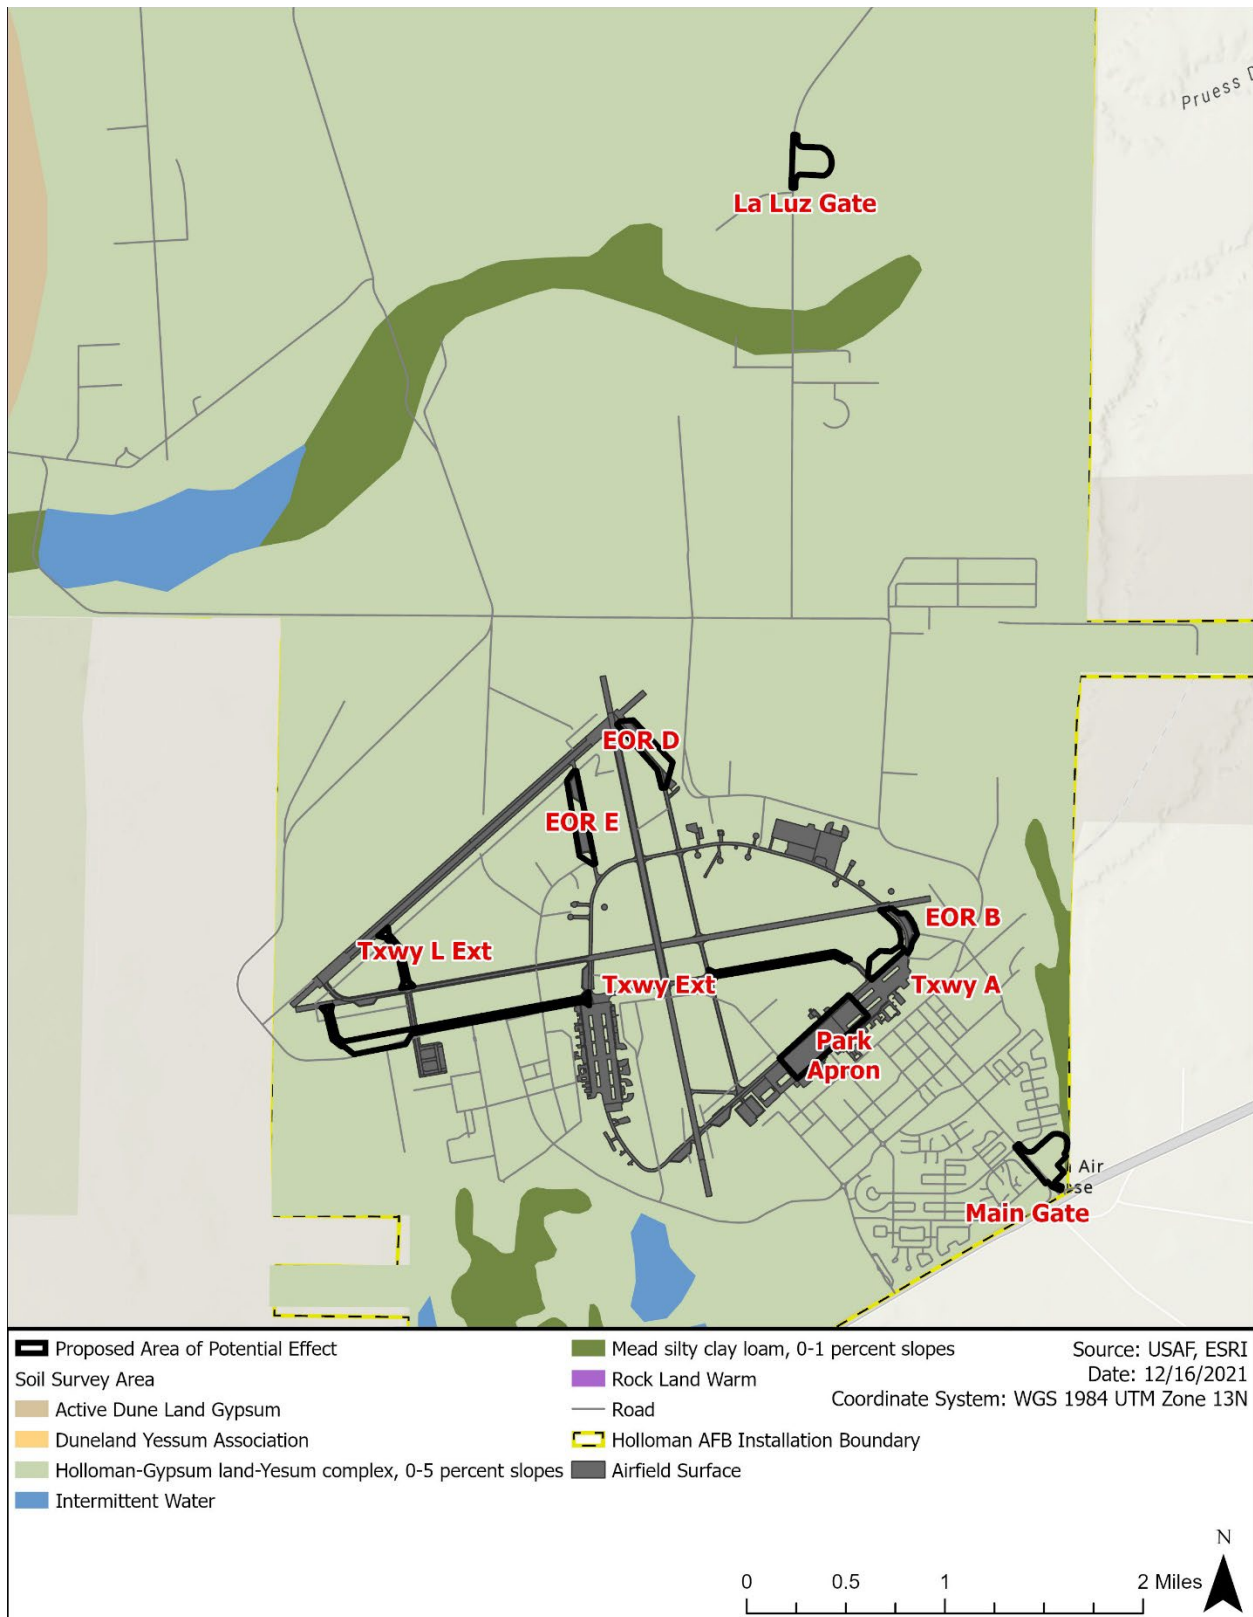 Pruess D
La Luz Gate
EOR D
EOR E
EOR B
Txwy L Ext
Txwy Ext
Txwy A
Park
Apron
Air
se
Main Gate
Proposed Area of Potential Effect
Soil Survey Area
Active Dune Land Gypsum
Duneland Yessum Association
Holloman-Gypsum land-Yesum complex, 0-5 percent slopes
Intermittent Water
Mead silty clay loam, 0-1 percent slopes
Rock Land Warm
Road
Holloman AFB Installation Boundary
Airfield Surface
Source: USAF, ESRI
Date: 12/16/2021
Coordinate System: WGS 1984 UTM Zone 13N
N
0 0.5 1 2 Miles